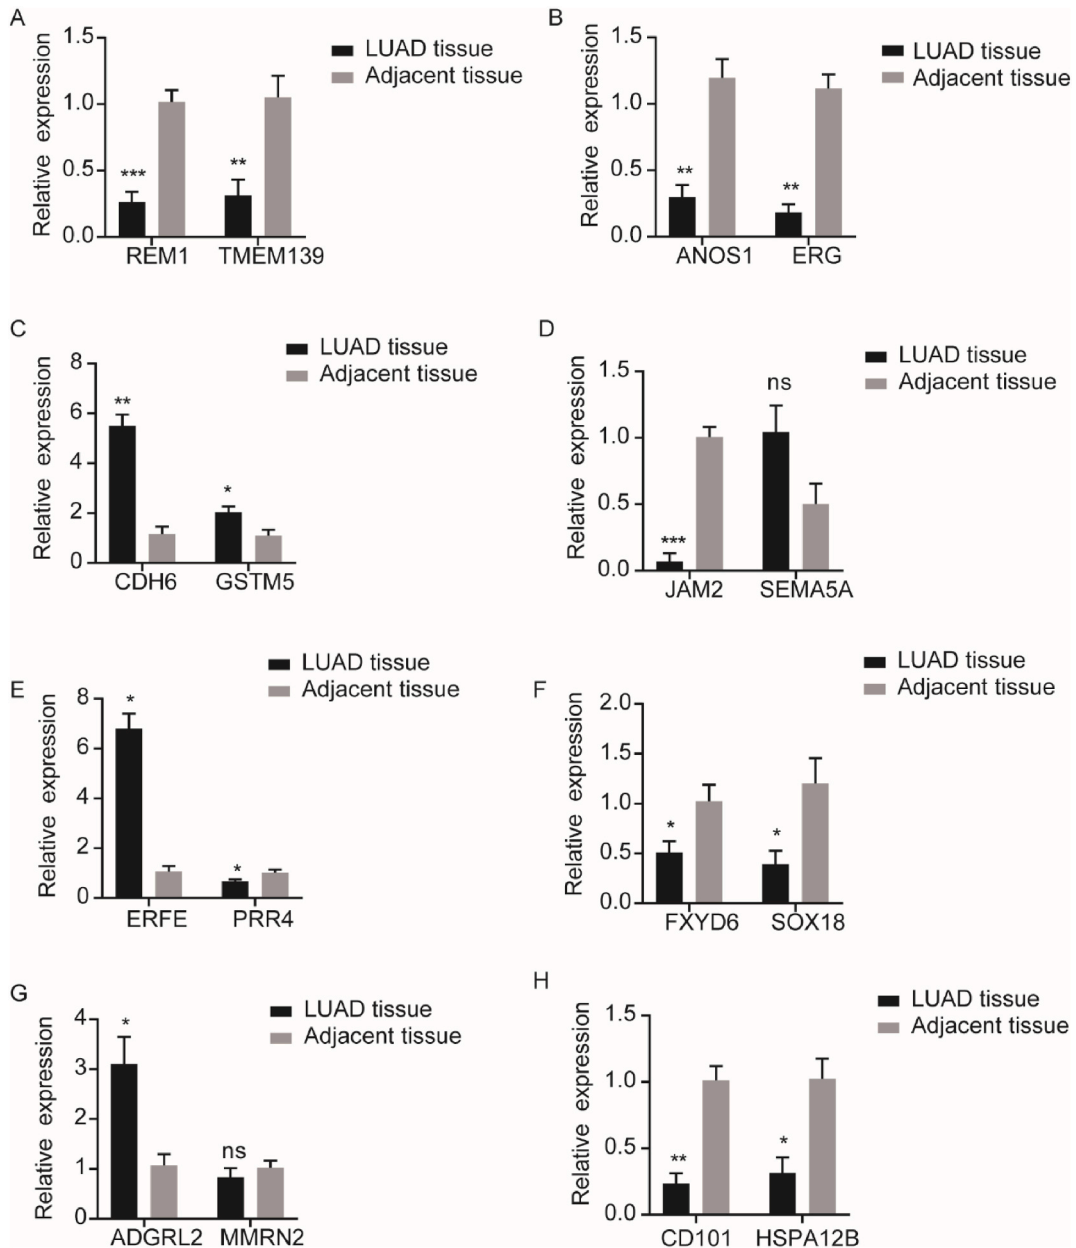 A
Relative expression
1.5
1.0
0.5
0.0
***
**
REM1 TMEM139
LUAD tissue
Adjacent tissue
B
Relative expression
1.5
1.0
0.5
0.0
**
**
ANOS1 ERG
LUAD tissue
Adjacent tissue
C
Relative expression
8
6
4
2
0
**
*
CDH6 GSTM5
LUAD tissue
Adjacent tissue
D
Relative expression
1.5
1.0
0.5
0.0
***
ns
JAM2 SEMA5A
LUAD tissue
Adjacent tissue
E
Relative expression
8
6
4
2
0
*
*
ERFE PRR4
LUAD tissue
Adjacent tissue
F
Relative expression
2.0
1.5
1.0
0.5
0.0
*
*
FXYD6 SOX18
LUAD tissue
Adjacent tissue
G
Relative expression
4
3
2
1
0
*
ns
ADGRL2 MMRN2
LUAD tissue
Adjacent tissue
H
Relative expression
1.5
1.0
0.5
0.0
**
*
CD101 HSPA12B
LUAD tissue
Adjacent tissue